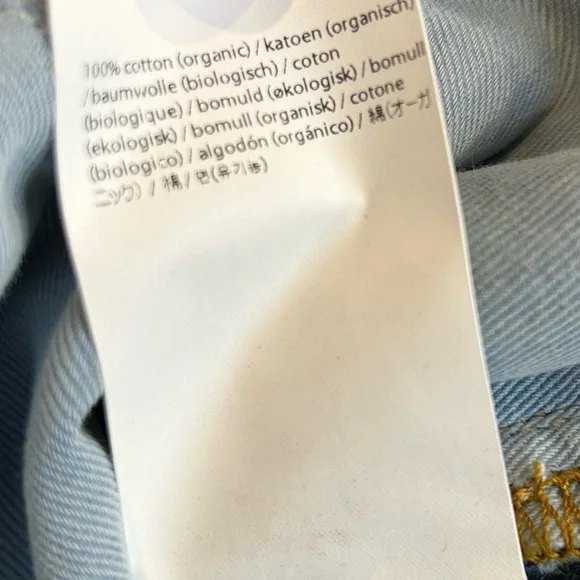 100% cotton (organic) / katoen (organisch)
/baumwolle (biologisch) / coton
(biologique) / bomuld (økologisk) / bomull
(ekologisk) / bomull (organisk) / cotone
(biologico) / algodón (orgánico) / 綿(オーガ
ニック) / 棉 / 면(유기농)